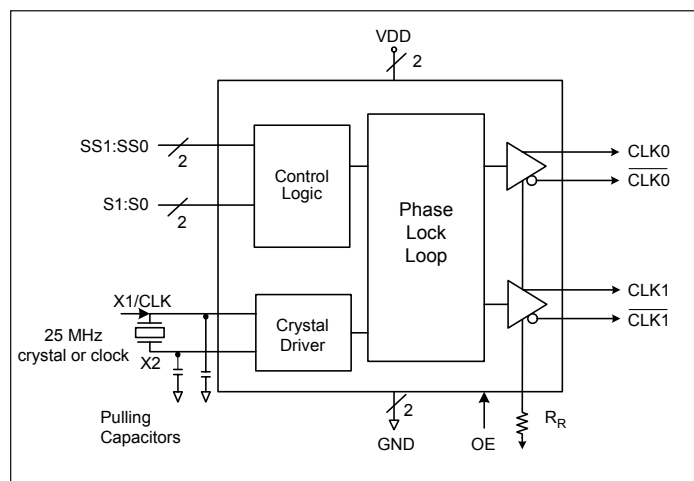 VDD
2
SS1:SS0
2
S1:S0
2
Control
Logic
Phase
Lock
Loop
CLK0
CLK0
X1/CLK
25 MHz
crystal or clock
X2
Crystal
Driver
CLK1
CLK1
Pulling
Capacitors
2
GND
OE
RR